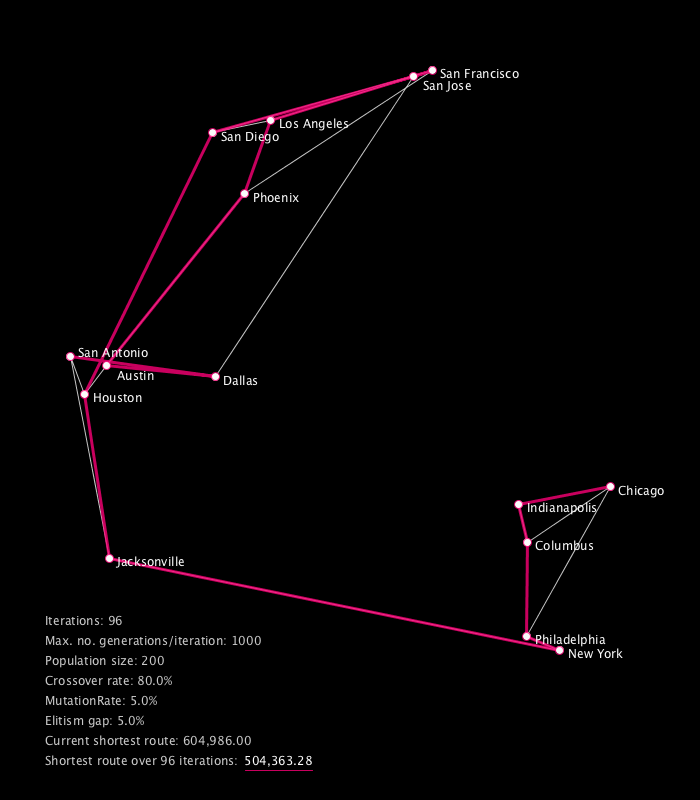 San Francisco
San Jose
Los Angeles
San Diego
Phoenix
San Antonio
Austin
Dallas
Houston
Chicago
Indianapolis
Columbus
Jacksonville
Philadelphia
New York
Iterations: 96
Max. no. generations/iteration: 1000
Population size: 200
Crossover rate: 80.0%
MutationRate: 5.0%
Elitism gap: 5.0%
Current shortest route: 604,986.00
Shortest route over 96 iterations: 504,363.28